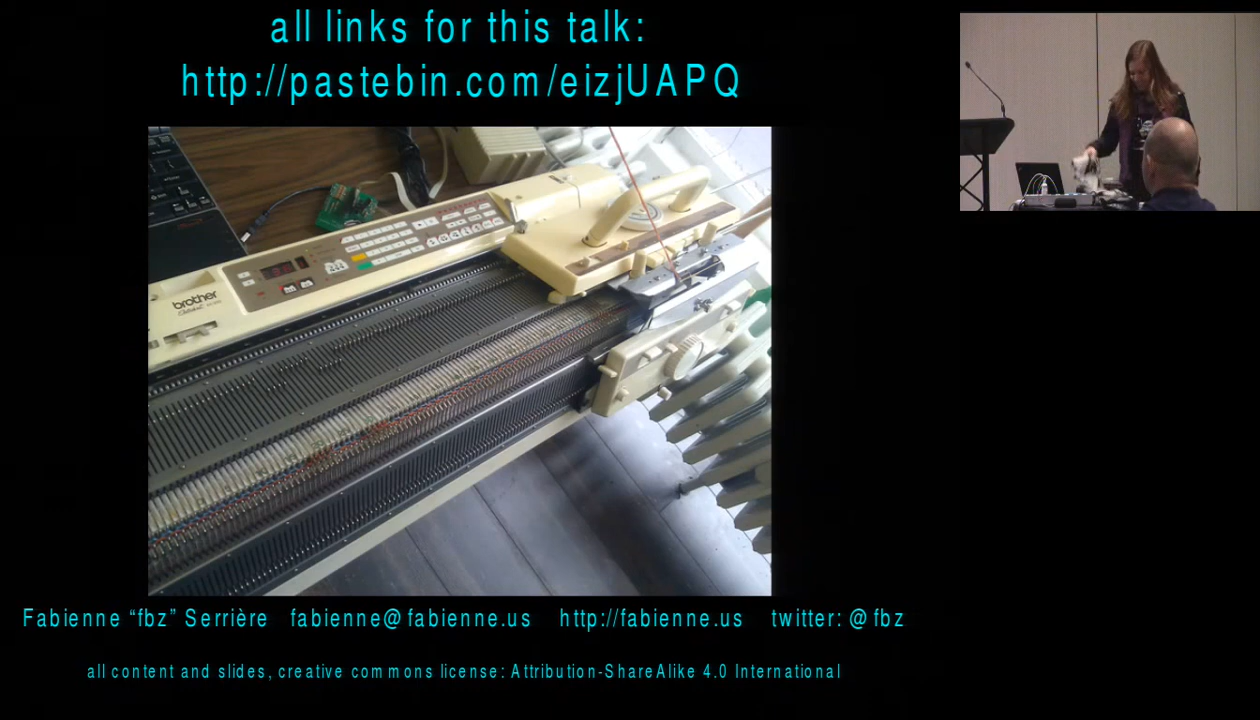 all links for this talk:
http://pastebin.com/eizjUAPQ
brother
Fabienne “fbz” Serrière fabienne@fabienne.us http://fabienne.us twitter: @fbz
all content and slides, creative commons license: Attribution-ShareAlike 4.0 International